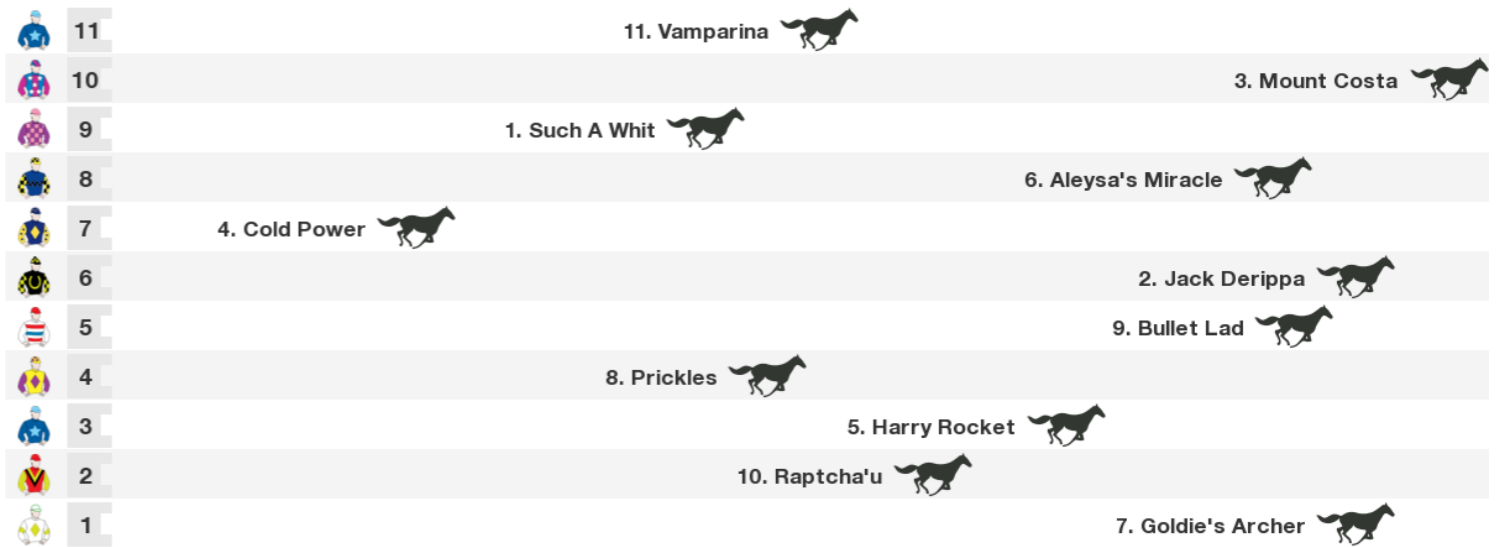 11 11. Vamparina
10 3. Mount Costa
9 1. Such A Whit
8 6. Aleysa's Miracle
7 4. Cold Power
6 2. Jack Derippa
5 9. Bullet Lad
4 8. Prickles
3 5. Harry Rocket
2 10. Raptcha'u
1 7. Goldie's Archer